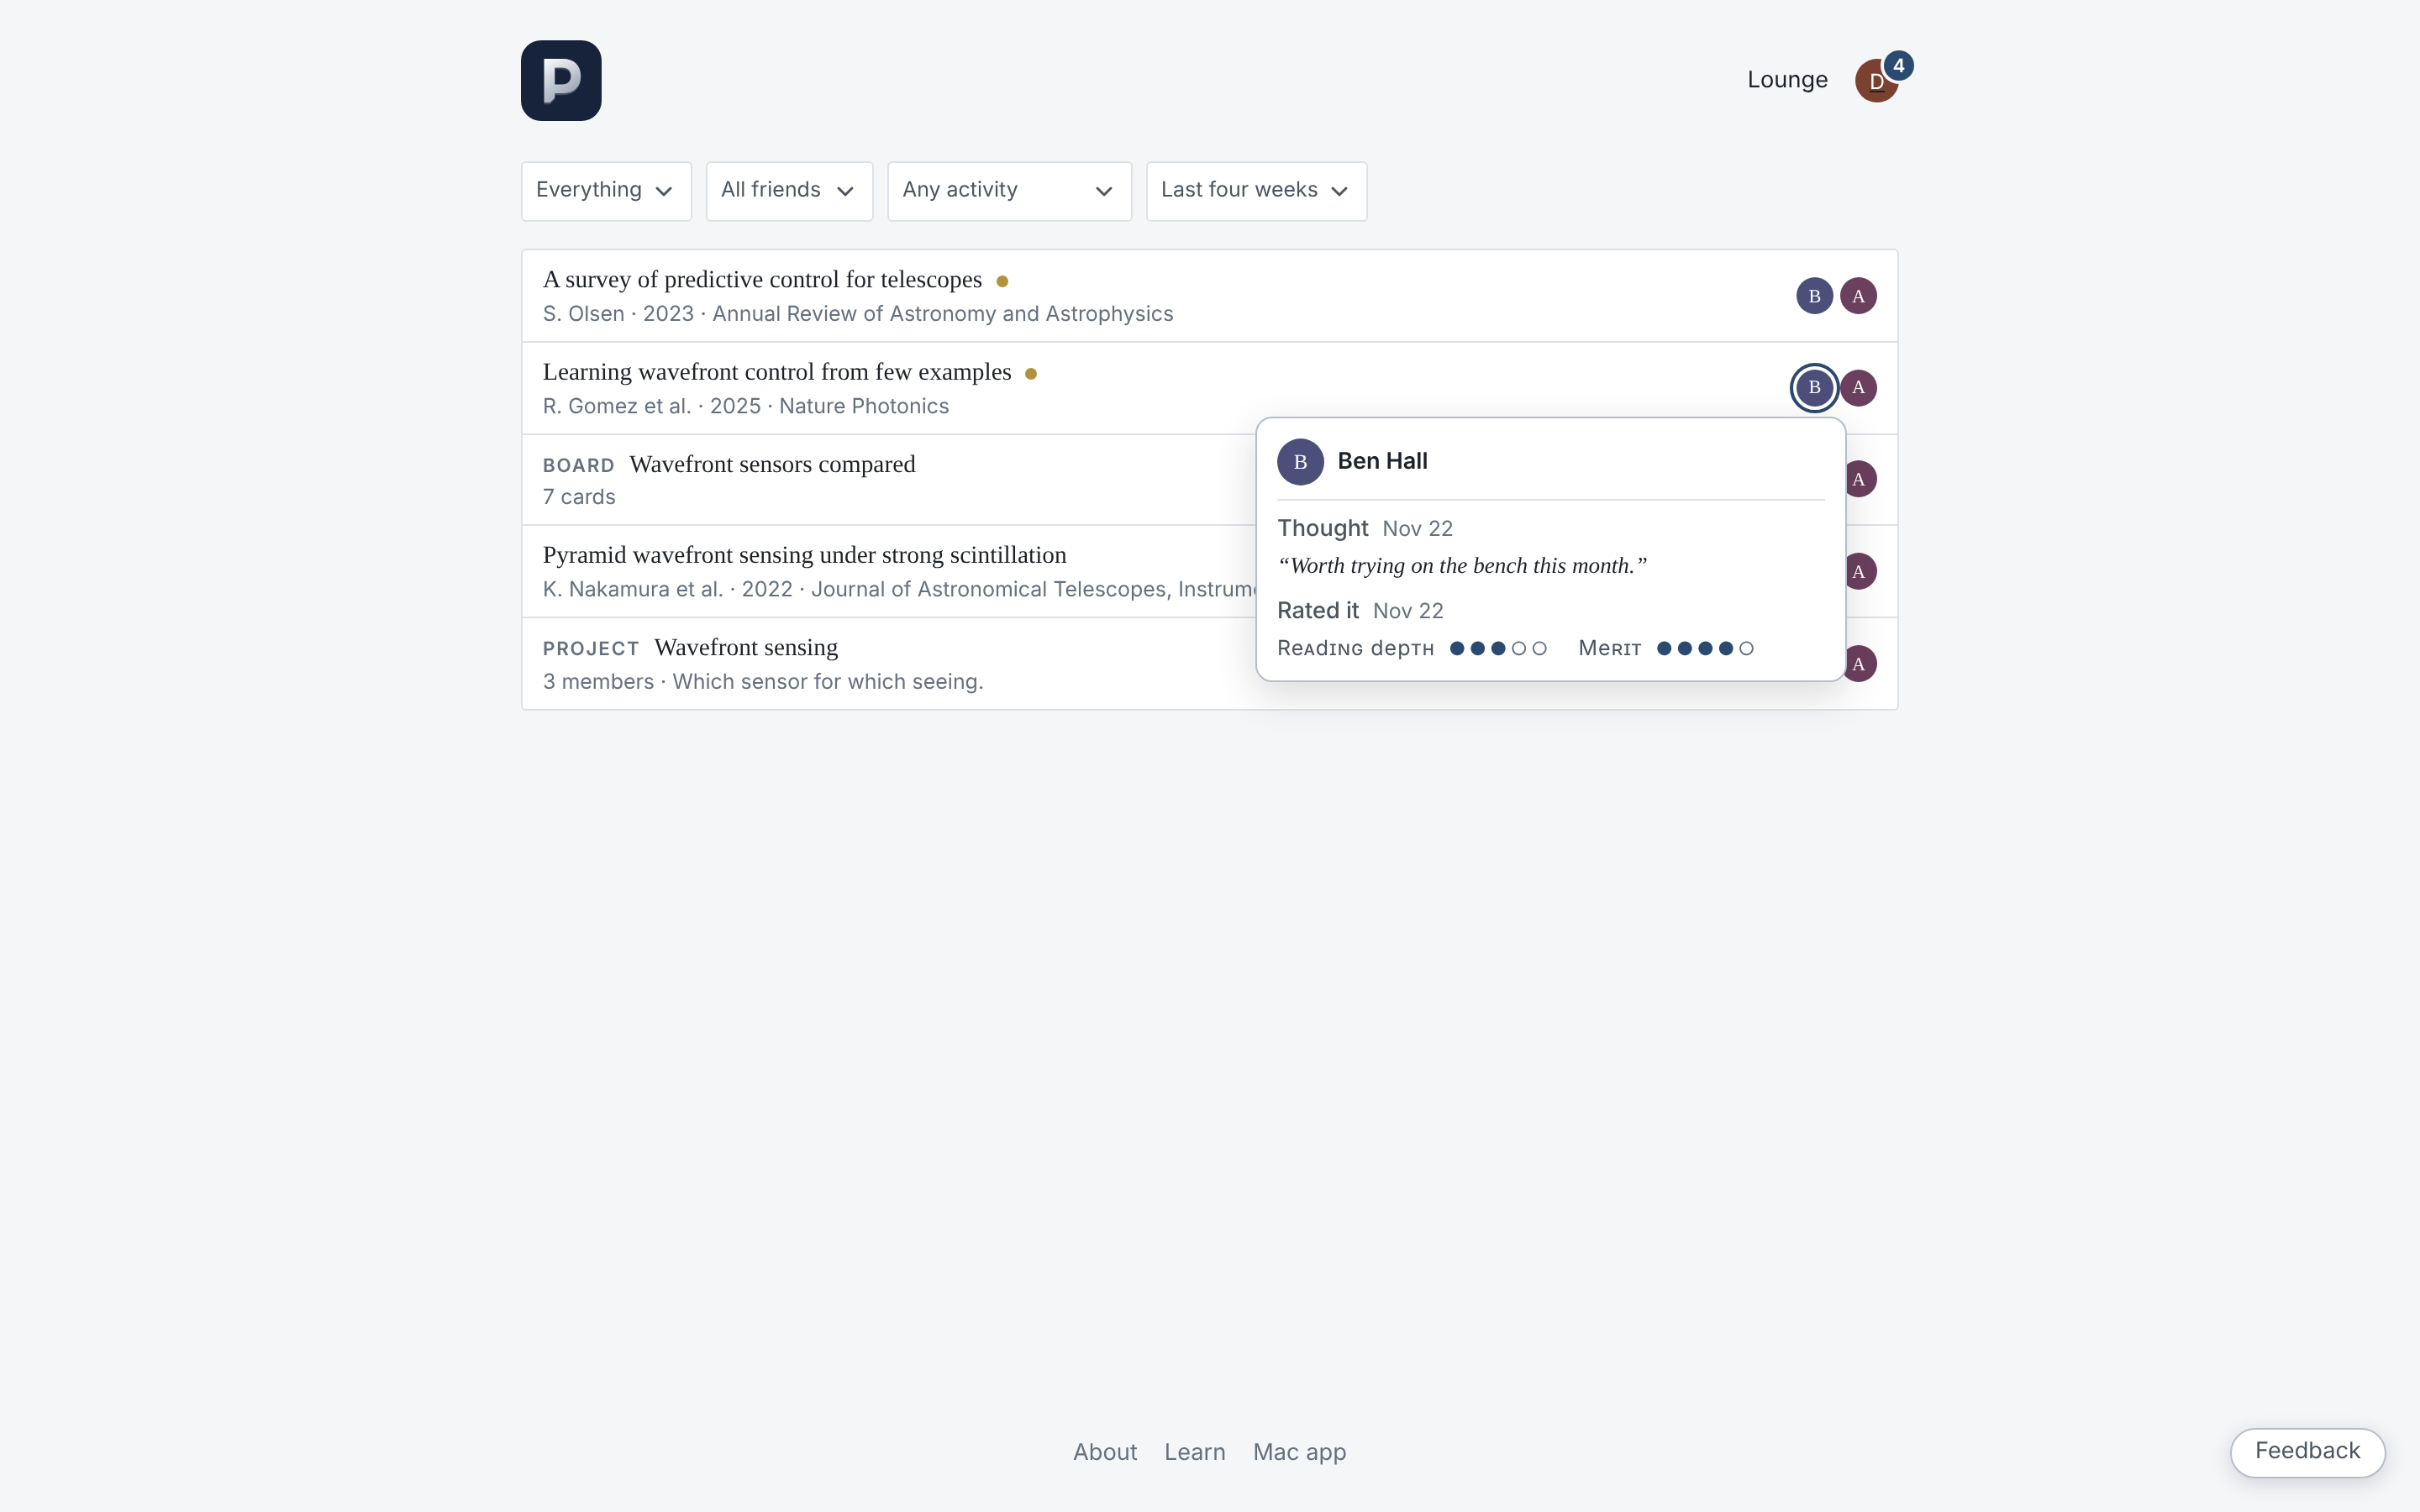 P
Lounge
D
4
Everything
All friends
Any activity
Last four weeks
A survey of predictive control for telescopes
S. Olsen · 2023 · Annual Review of Astronomy and Astrophysics
B A
Learning wavefront control from few examples
R. Gomez et al. · 2025 · Nature Photonics
B A
BOARD Wavefront sensors compared
7 cards
A
Pyramid wavefront sensing under strong scintillation
K. Nakamura et al. · 2022 · Journal of Astronomical Telescopes, Instrum
A
PROJECT Wavefront sensing
3 members · Which sensor for which seeing.
A
B Ben Hall
Thought Nov 22
“Worth trying on the bench this month.”
Rated it Nov 22
Reading depth Merit
About Learn Mac app
Feedback